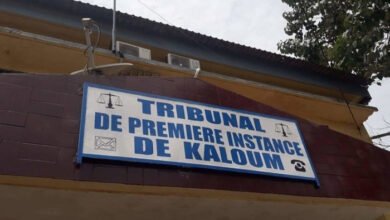 TRIBUNAL
DE PREMIERE INSTANCE
DE KALOUM